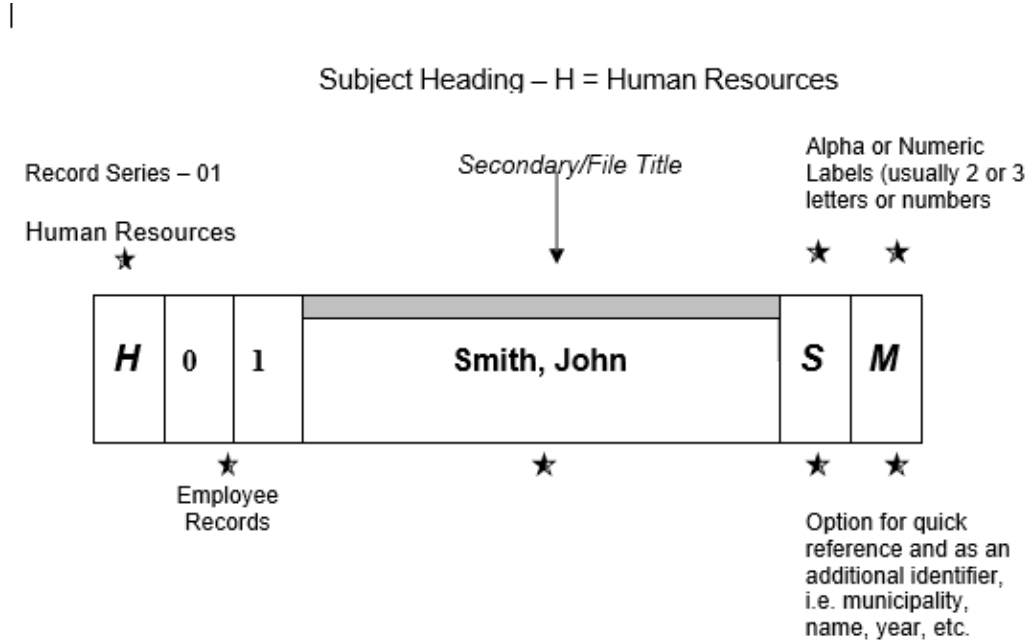 Subject Heading – H = Human Resources
Record Series – 01
Human Resources
Secondary/File Title
Alpha or Numeric
Labels (usually 2 or 3
letters or numbers
H 0 1 Smith, John S M
Employee
Records
Option for quick
reference and as an
additional identifier,
i.e. municipality,
name, year, etc.